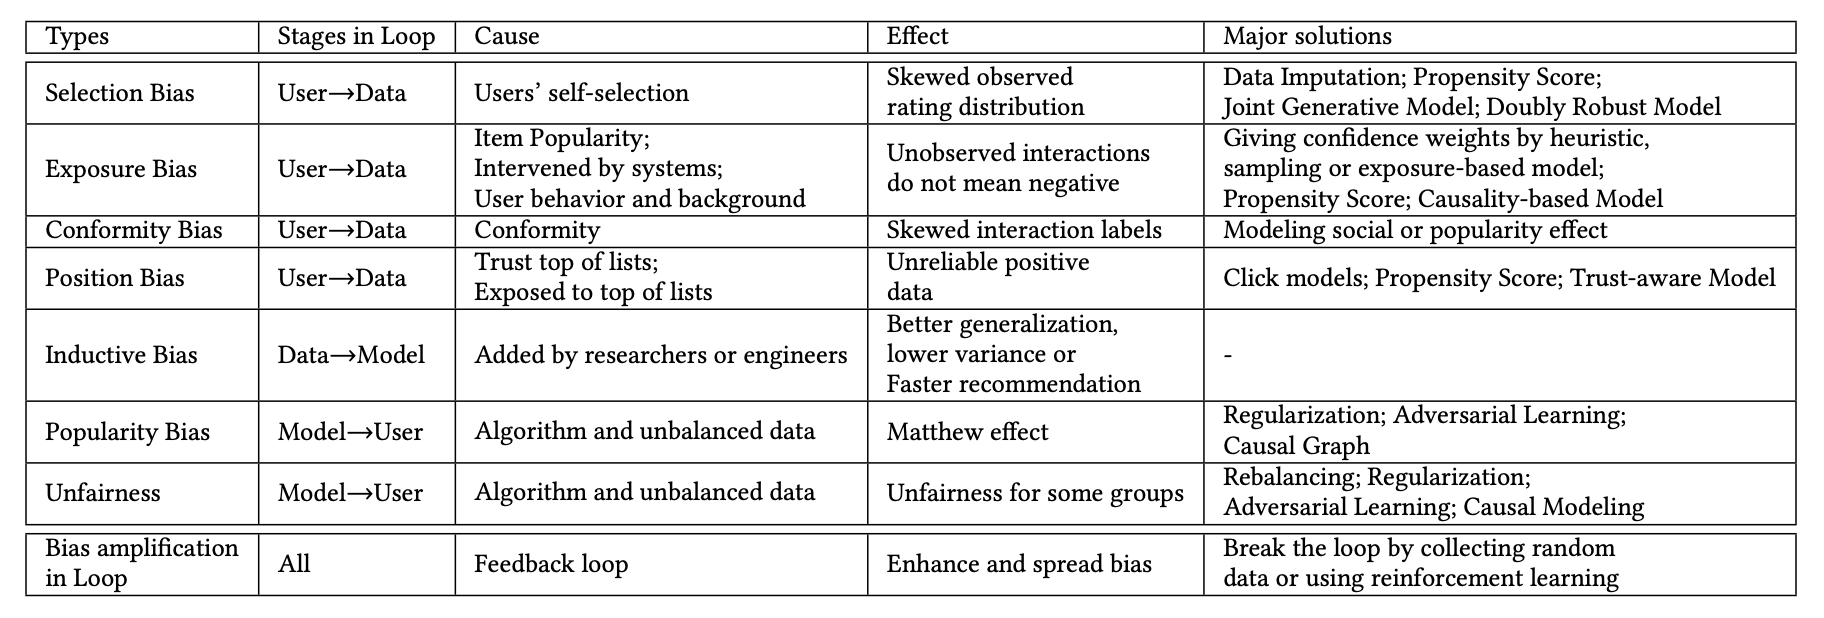 Types Stages in Loop Cause Effect Major solutions
Selection Bias User→Data Users’ self-selection Skewed observed
rating distribution Data Imputation; Propensity Score;
Joint Generative Model; Doubly Robust Model
Exposure Bias User→Data Item Popularity;
Intervened by systems;
User behavior and background Unobserved interactions
do not mean negative Giving confidence weights by heuristic,
sampling or exposure-based model;
Propensity Score; Causality-based Model
Conformity Bias User→Data Conformity Skewed interaction labels Modeling social or popularity effect
Position Bias User→Data Trust top of lists;
Exposed to top of lists Unreliable positive
data Click models; Propensity Score; Trust-aware Model
Inductive Bias Data→Model Added by researchers or engineers Better generalization,
lower variance or
Faster recommendation -
Popularity Bias Model→User Algorithm and unbalanced data Matthew effect Regularization; Adversarial Learning;
Causal Graph
Unfairness Model→User Algorithm and unbalanced data Unfairness for some groups Rebalancing; Regularization;
Adversarial Learning; Causal Modeling
Bias amplification
in Loop All Feedback loop Enhance and spread bias Break the loop by collecting random
data or using reinforcement learning